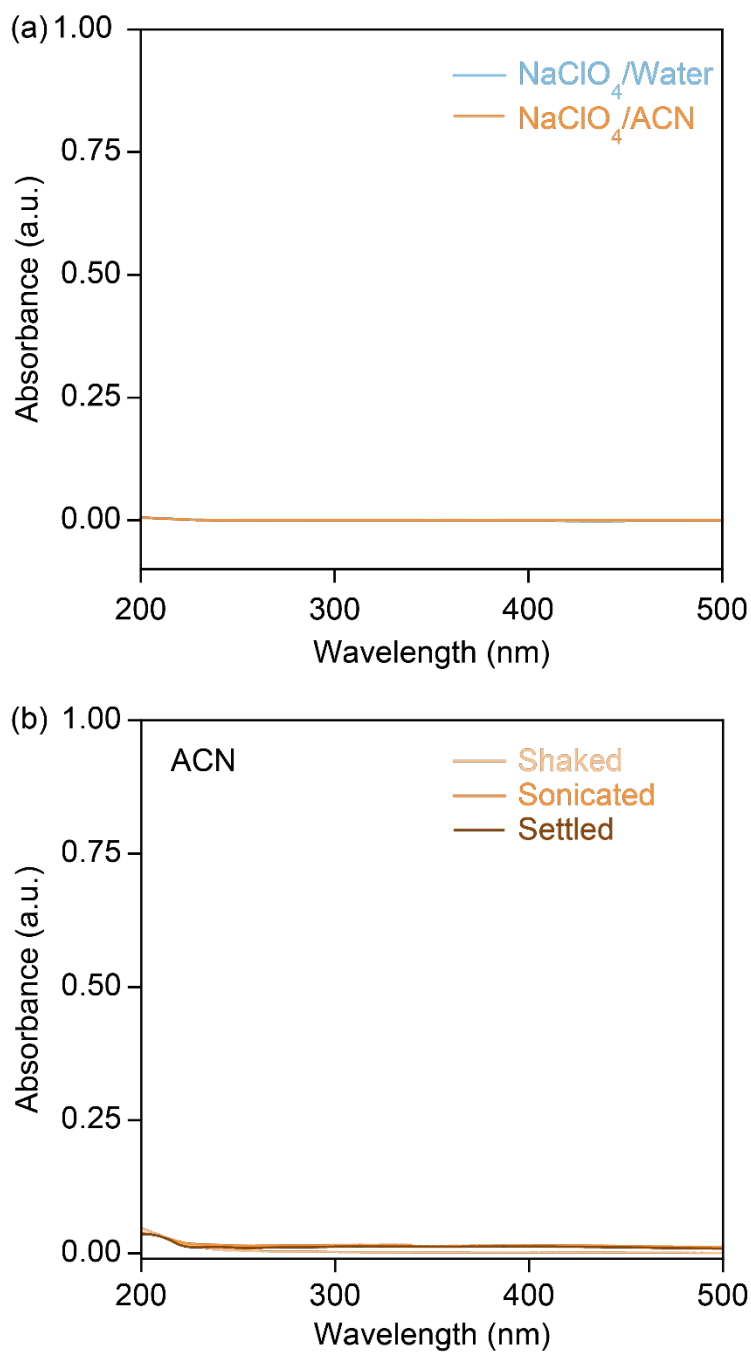 (a)
1.00
0.75
0.50
0.25
0.00
Absorbance (a.u.)
NaClO₄/Water
NaClO₄/ACN
200 300 400 500
Wavelength (nm)
(b)
1.00
0.75
0.50
0.25
0.00
Absorbance (a.u.)
ACN
Shaked
Sonicated
Settled
200 300 400 500
Wavelength (nm)